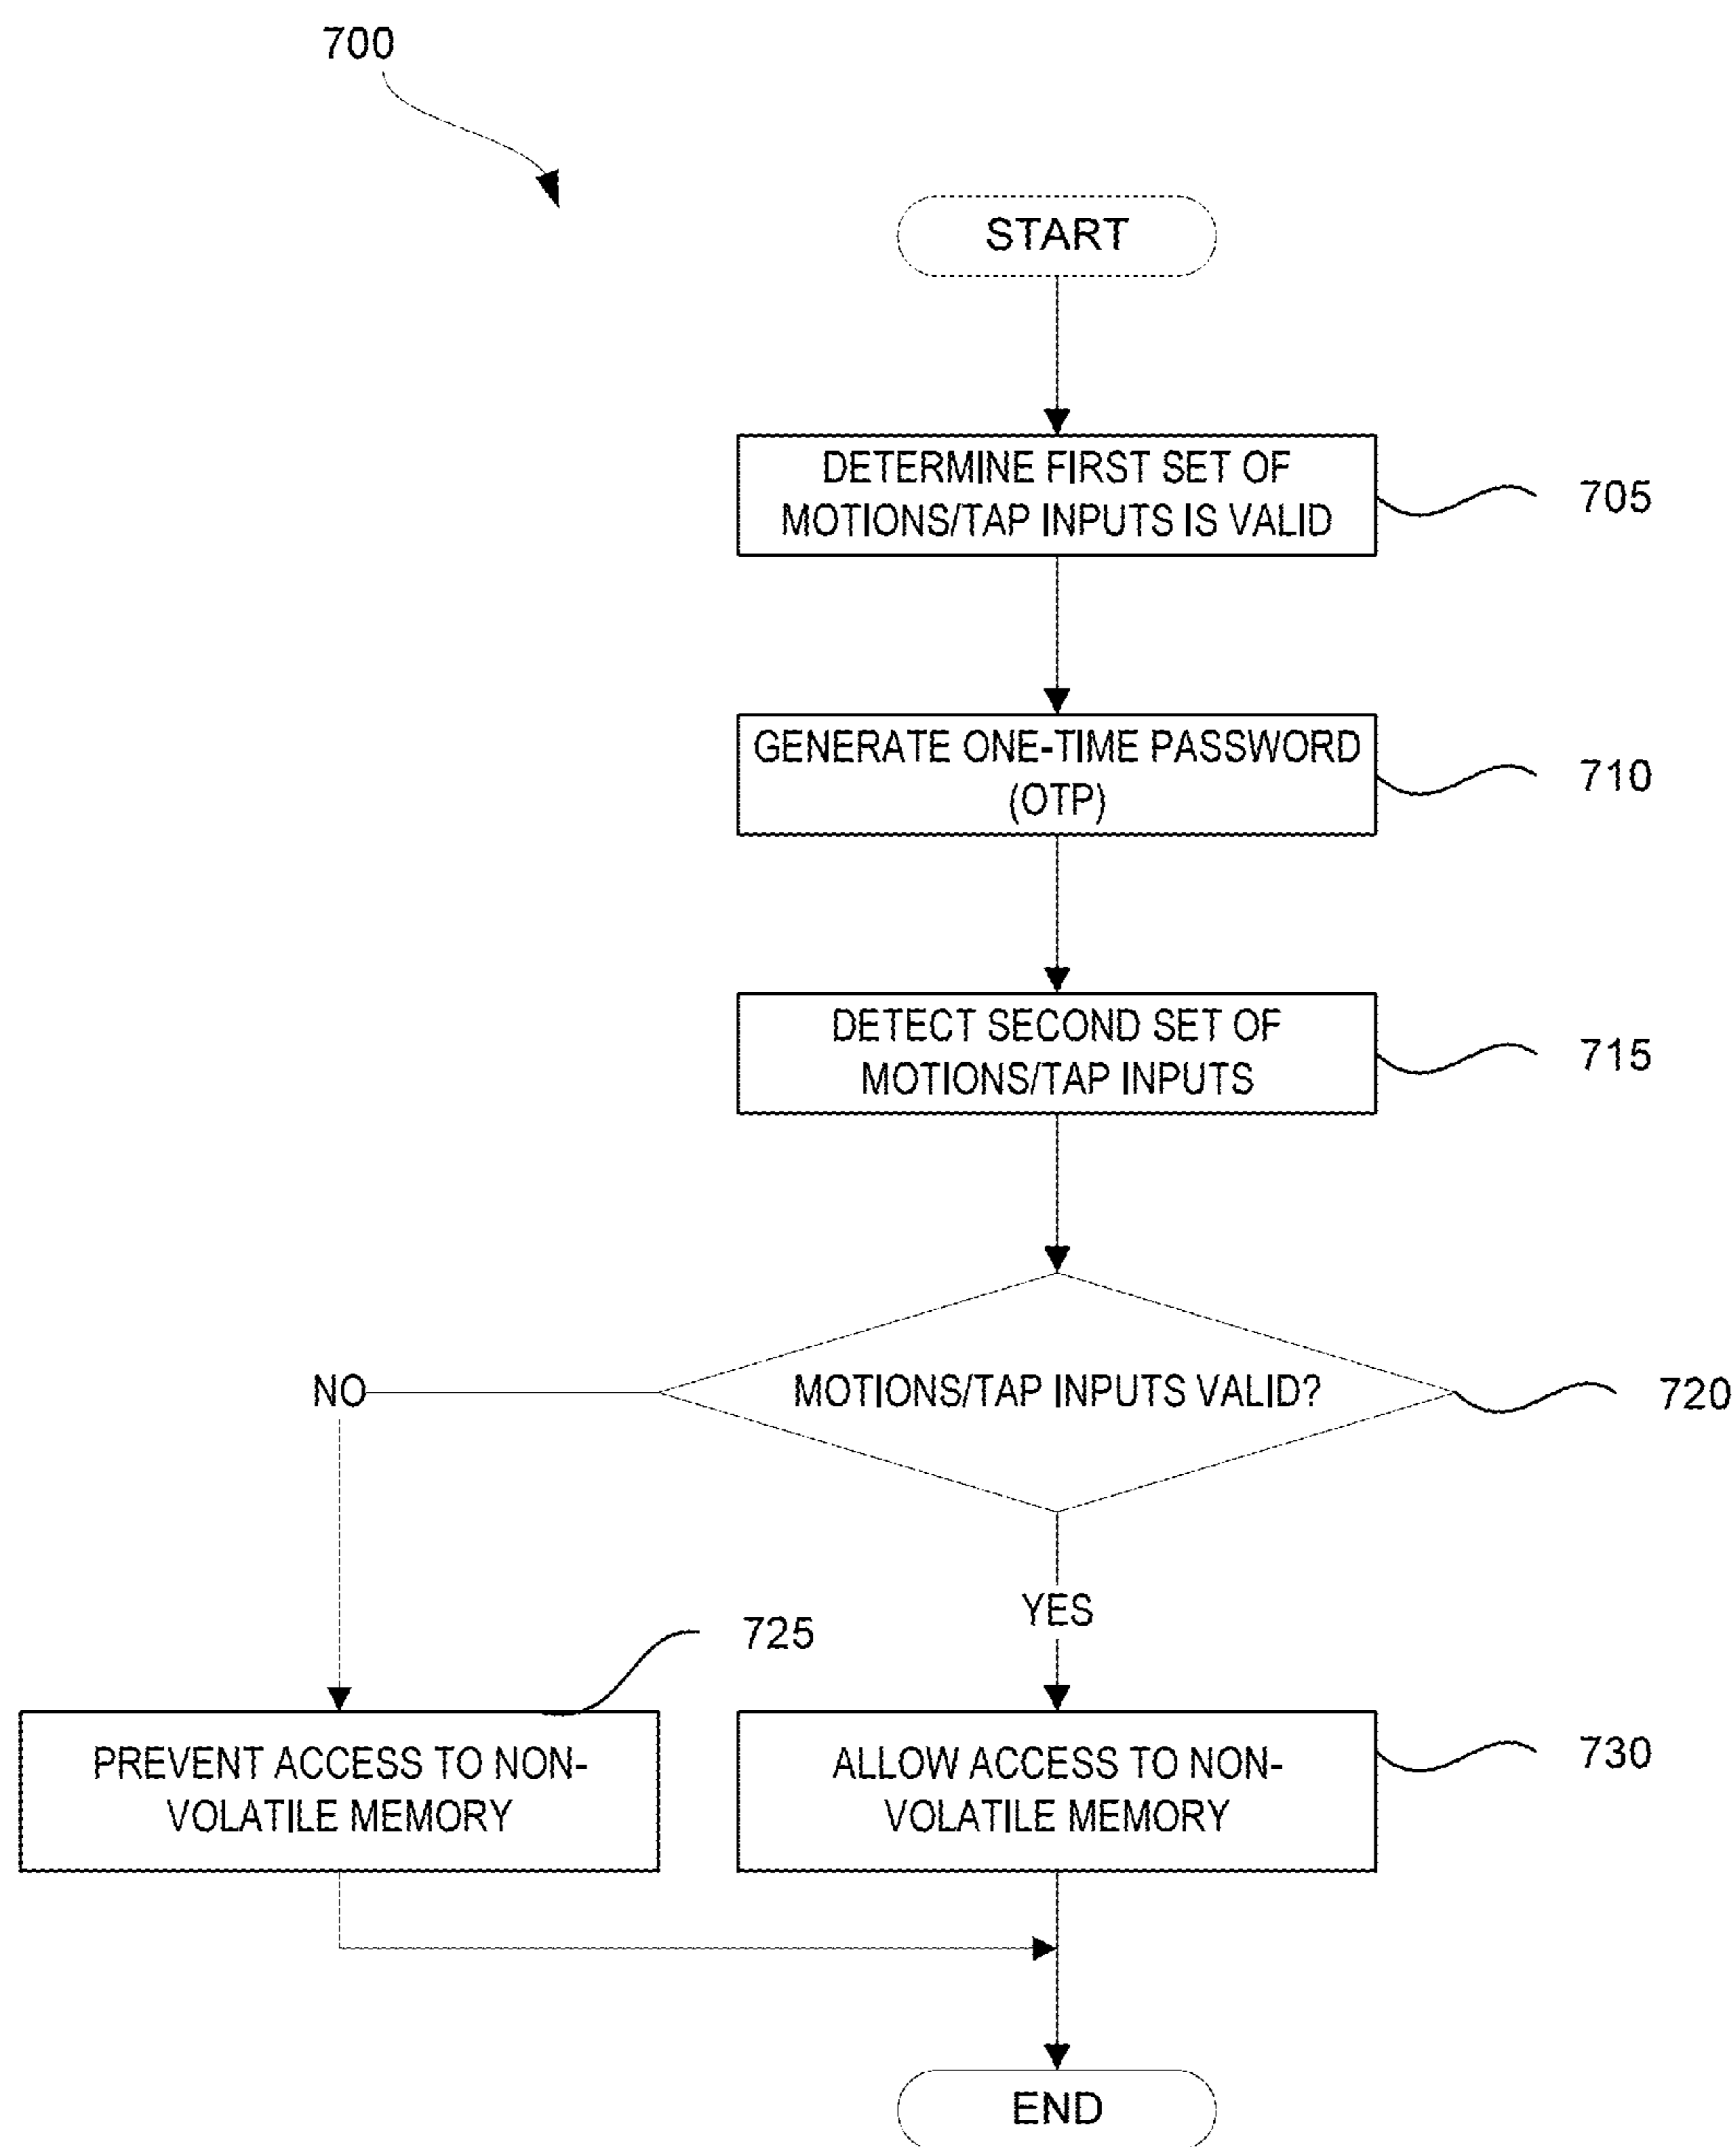 700
START
DETERMINE FIRST SET OF
MOTIONS/TAP INPUTS IS VALID
705
GENERATE ONE-TIME PASSWORD
(OTP)
710
DETECT SECOND SET OF
MOTIONS/TAP INPUTS
715
MOTIONS/TAP INPUTS VALID?
720
NO
YES
725
PREVENT ACCESS TO NON-
VOLATILE MEMORY
ALLOW ACCESS TO NON-
VOLATILE MEMORY
730
END